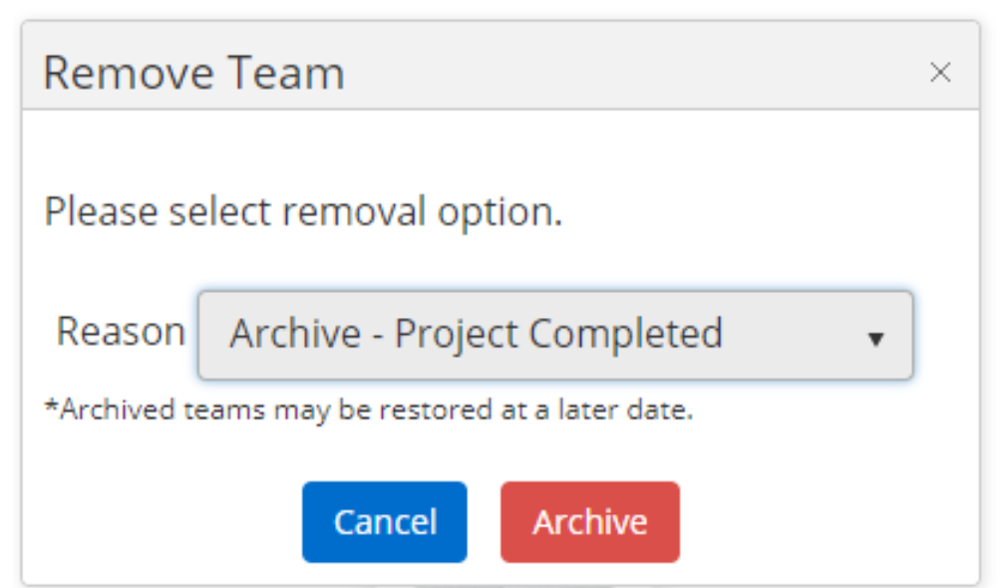 Remove Team
Please select removal option.
Reason Archive - Project Completed
*Archived teams may be restored at a later date.
Cancel Archive